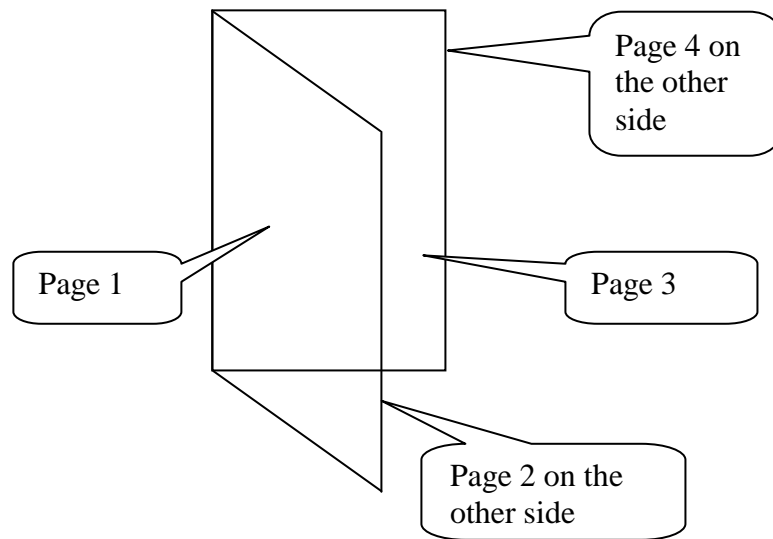 Page 4 on
the other
side
Page 1
Page 3
Page 2 on the
other side